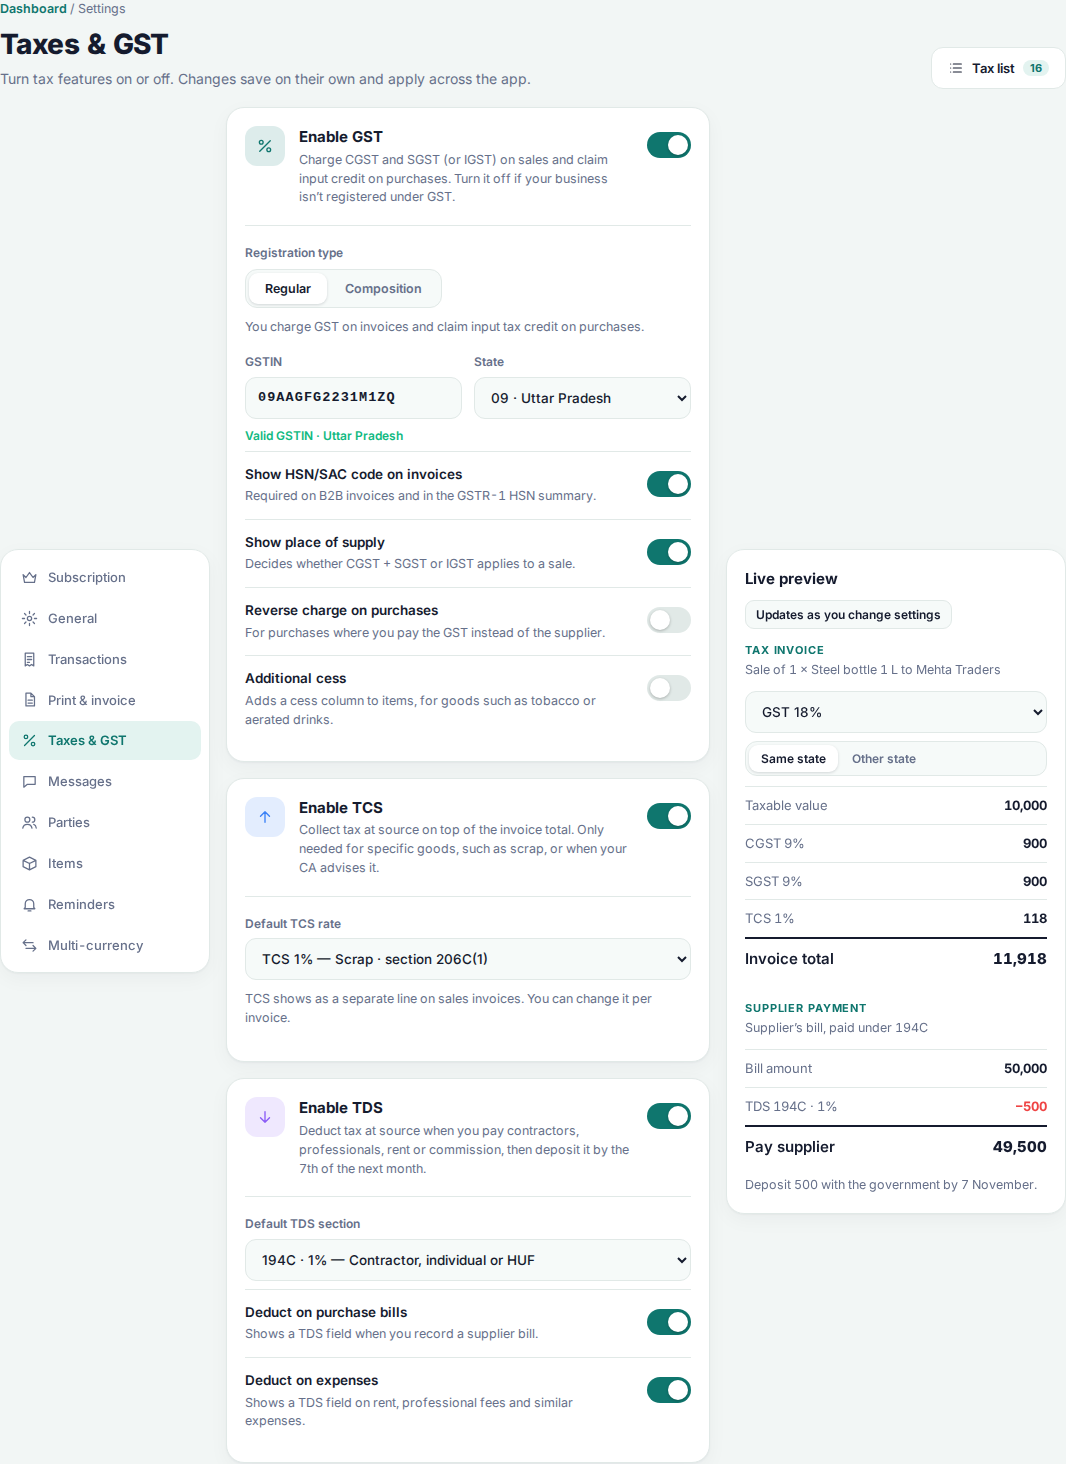 Dashboard / Settings
Taxes & GST
Turn tax features on or off. Changes save on their own and apply across the app.
Tax list 16
Subscription
General
Transactions
Print & invoice
Taxes & GST
Messages
Parties
Items
Reminders
Multi-currency
Enable GST
Charge CGST and SGST (or IGST) on sales and claim
input credit on purchases. Turn it off if your business
isn’t registered under GST.
Registration type
Regular Composition
You charge GST on invoices and claim input tax credit on purchases.
GSTIN State
09AAGFG2231M1ZQ 09 · Uttar Pradesh
Valid GSTIN · Uttar Pradesh
Show HSN/SAC code on invoices
Required on B2B invoices and in the GSTR-1 HSN summary.
Show place of supply
Decides whether CGST + SGST or IGST applies to a sale.
Reverse charge on purchases
For purchases where you pay the GST instead of the supplier.
Additional cess
Adds a cess column to items, for goods such as tobacco or
aerated drinks.
Enable TCS
Collect tax at source on top of the invoice total. Only
needed for specific goods, such as scrap, or when your
CA advises it.
Default TCS rate
TCS 1% — Scrap · section 206C(1)
TCS shows as a separate line on sales invoices. You can change it per
invoice.
Enable TDS
Deduct tax at source when you pay contractors,
professionals, rent or commission, then deposit it by the
7th of the next month.
Default TDS section
194C · 1% — Contractor, individual or HUF
Deduct on purchase bills
Shows a TDS field when you record a supplier bill.
Deduct on expenses
Shows a TDS field on rent, professional fees and similar
expenses.
Live preview
Updates as you change settings
TAX INVOICE
Sale of 1 × Steel bottle 1 L to Mehta Traders
GST 18%
Same state Other state
Taxable value 10,000
CGST 9% 900
SGST 9% 900
TCS 1% 118
Invoice total 11,918
SUPPLIER PAYMENT
Supplier’s bill, paid under 194C
Bill amount 50,000
TDS 194C · 1% −500
Pay supplier 49,500
Deposit 500 with the government by 7 November.